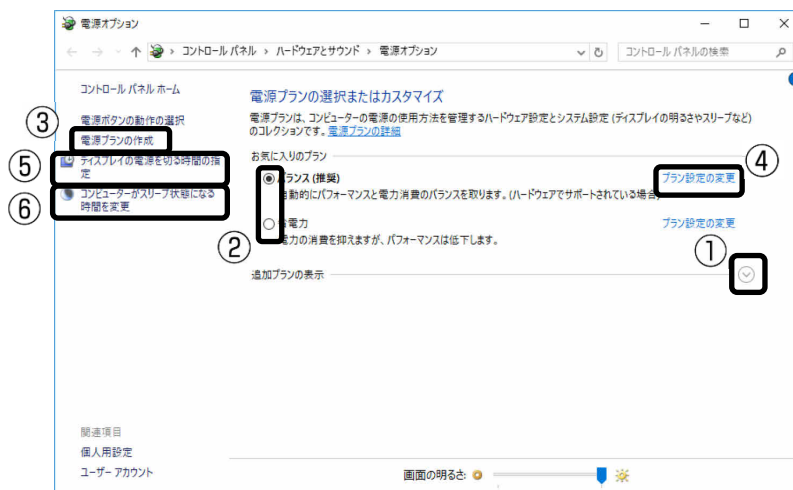 電源オプション
コントロール パネル › ハードウェアとサウンド › 電源オプション
コントロール パネルの検索
コントロール パネル ホーム
③
電源ボタンの動作の選択
電源プランの作成
⑤
ディスプレイの電源を切る時間の指
定
⑥
コンピューターがスリープ状態になる
時間を変更
電源プランの選択またはカスタマイズ
電源プランは、コンピューターの電源の使用方法を管理するハードウェア設定とシステム設定 (ディスプレイの明るさやスリープなど)
のコレクションです。電源プランの詳細
お気に入りのプラン
④
バランス (推奨)
プラン設定の変更
自動的にパフォーマンスと電力消費のバランスを取ります。(ハードウェアでサポートされている場合)
②
省電力
プラン設定の変更
電力の消費を抑えますが、パフォーマンスは低下します。
①
追加プランの表示
関連項目
個人用設定
ユーザー アカウント
画面の明るさ: